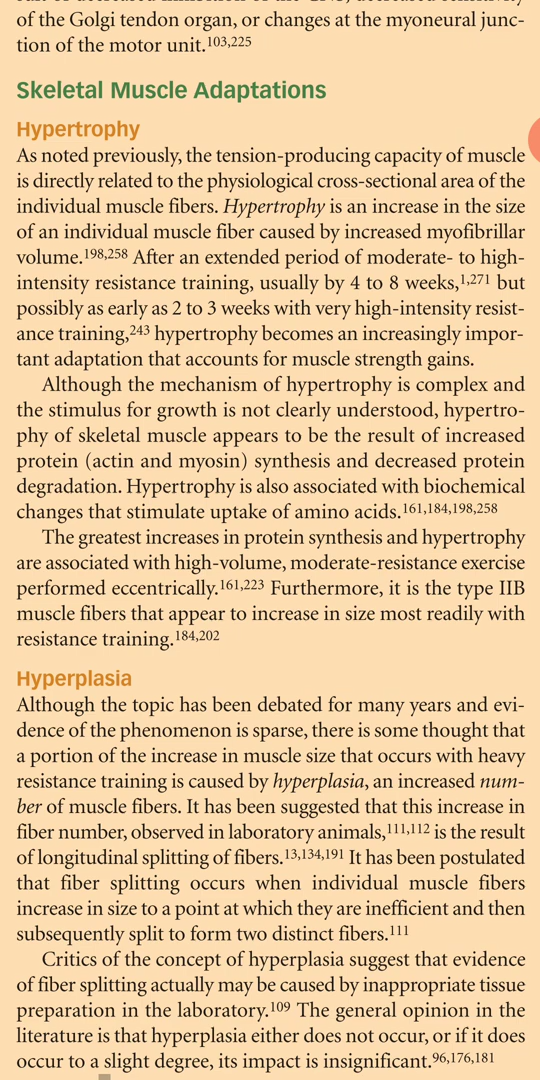 of the Golgi tendon organ, or changes at the myoneural junc-
tion of the motor unit.103,225
Skeletal Muscle Adaptations
Hypertrophy
As noted previously, the tension-producing capacity of muscle
is directly related to the physiological cross-sectional area of the
individual muscle fibers. Hypertrophy is an increase in the size
of an individual muscle fiber caused by increased myofibrillar
volume.198,258 After an extended period of moderate- to high-
intensity resistance training, usually by 4 to 8 weeks,1,271 but
possibly as early as 2 to 3 weeks with very high-intensity resist-
ance training,243 hypertrophy becomes an increasingly impor-
tant adaptation that accounts for muscle strength gains.
Although the mechanism of hypertrophy is complex and
the stimulus for growth is not clearly understood, hypertro-
phy of skeletal muscle appears to be the result of increased
protein (actin and myosin) synthesis and decreased protein
degradation. Hypertrophy is also associated with biochemical
changes that stimulate uptake of amino acids.161,184,198,258
The greatest increases in protein synthesis and hypertrophy
are associated with high-volume, moderate-resistance exercise
performed eccentrically.161,223 Furthermore, it is the type IIB
muscle fibers that appear to increase in size most readily with
resistance training.184,202
Hyperplasia
Although the topic has been debated for many years and evi-
dence of the phenomenon is sparse, there is some thought that
a portion of the increase in muscle size that occurs with heavy
resistance training is caused by hyperplasia, an increased num-
ber of muscle fibers. It has been suggested that this increase in
fiber number, observed in laboratory animals,111,112 is the result
of longitudinal splitting of fibers.13,134,191 It has been postulated
that fiber splitting occurs when individual muscle fibers
increase in size to a point at which they are inefficient and then
subsequently split to form two distinct fibers.111
Critics of the concept of hyperplasia suggest that evidence
of fiber splitting actually may be caused by inappropriate tissue
preparation in the laboratory.109 The general opinion in the
literature is that hyperplasia either does not occur, or if it does
occur to a slight degree, its impact is insignificant.96,176,181